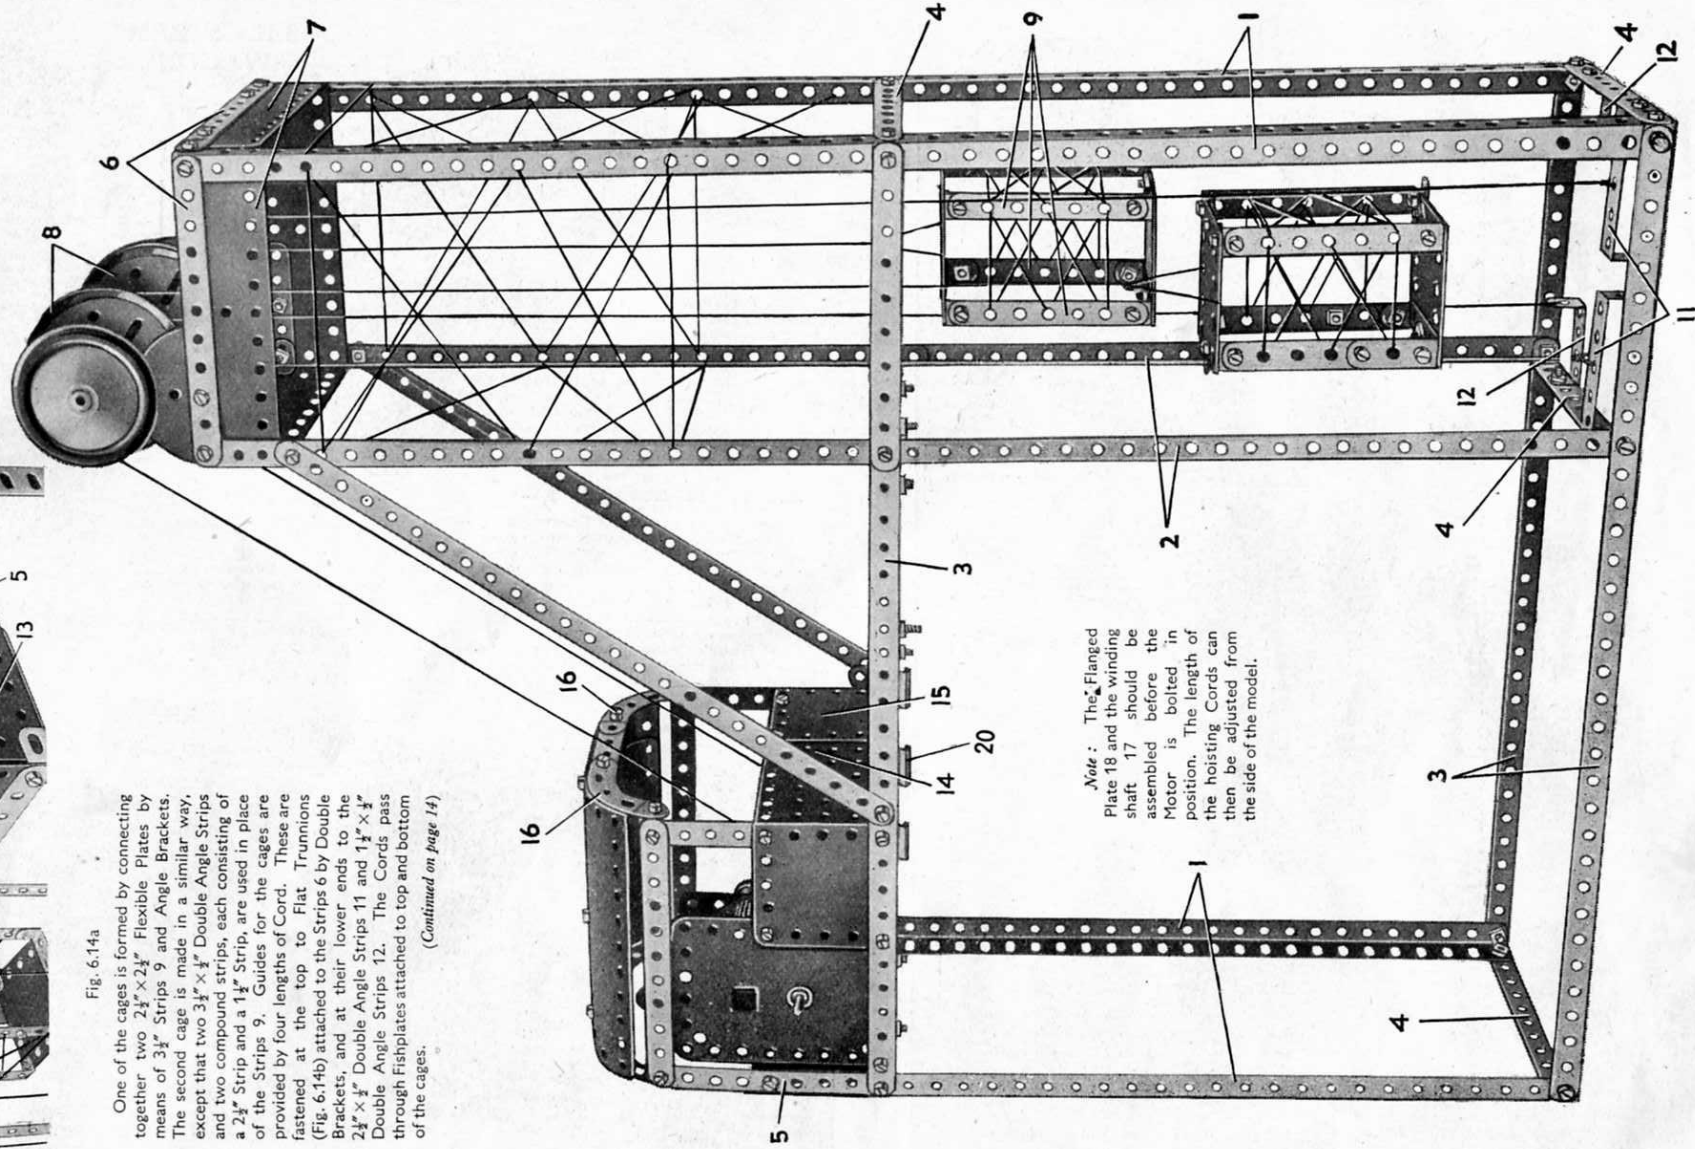 5
13
Fig. 6.14a
One of the cages is formed by connecting
together two 2½″ × 2½″ Flexible Plates by
means of 3½″ Strips 9 and Angle Brackets.
The second cage is made in a similar way,
except that two 3½″ × ½″ Double Angle Strips
and two compound strips, each consisting of
a 2½″ Strip and a 1½″ Strip, are used in place
of the Strips 9. Guides for the cages are
provided by four lengths of Cord. These are
fastened at the top to Flat Trunnions
(Fig. 6.14b) attached to the Strips 6 by Double
Brackets, and at their lower ends to the
2½″ × ½″ Double Angle Strips 11 and 1½″ × ½″
Double Angle Strips 12. The Cords pass
through Fishplates attached to top and bottom
of the cages.
(Continued on page 14)
6
7
8
4
9
1
4
12
11
12
4
2
3
16
16
15
20
14
Note : The Flanged
Plate 18 and the winding
shaft 17 should be
assembled before the
Motor is bolted in
position. The length of
the hoisting Cords can
then be adjusted from
the side of the model.
3
1
4
5